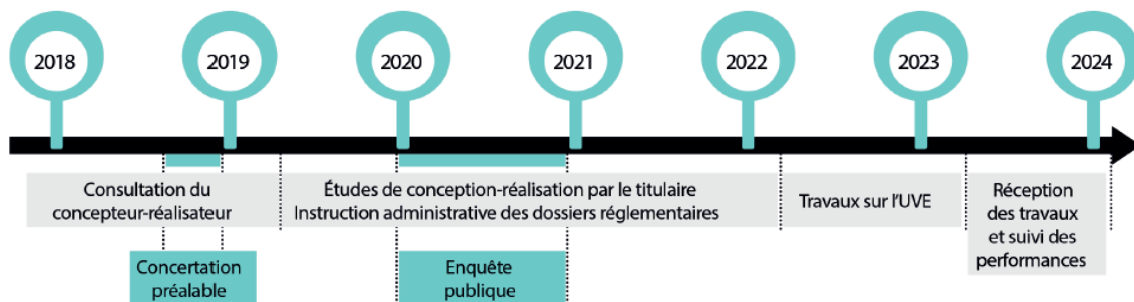 2018
2019
2020
2021
2022
2023
2024
Consultation du
concepteur-réalisateur
Études de conception-réalisation par le titulaire
Instruction administrative des dossiers réglementaires
Travaux sur l'UVE
Réception
des travaux
et suivi des
performances
Concertation
préalable
Enquête
publique